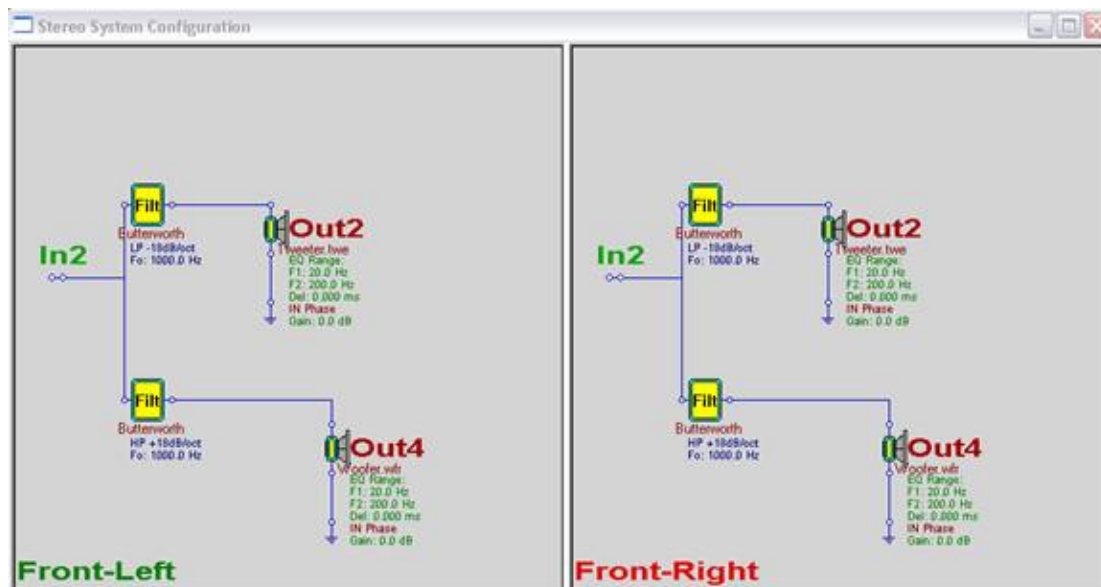 Stereo System Configuration
Filt
Butterworth
LP -18dB/oct
Fo: 1000.0 Hz
In2
Out2
Tweeter.twe
EQ Range:
F1: 20.0 Hz
F2: 200.0 Hz
Del: 0.000 ms
IN Phase
Gain: 0.0 dB
Filt
Butterworth
HP +18dB/oct
Fo: 1000.0 Hz
Out4
Woofer.wfr
EQ Range:
F1: 20.0 Hz
F2: 200.0 Hz
Del: 0.000 ms
IN Phase
Gain: 0.0 dB
Front-Left
Filt
Butterworth
LP -18dB/oct
Fo: 1000.0 Hz
In2
Out2
Tweeter.twe
EQ Range:
F1: 20.0 Hz
F2: 200.0 Hz
Del: 0.000 ms
IN Phase
Gain: 0.0 dB
Filt
Butterworth
HP +18dB/oct
Fo: 1000.0 Hz
Out4
Woofer.wfr
EQ Range:
F1: 20.0 Hz
F2: 200.0 Hz
Del: 0.000 ms
IN Phase
Gain: 0.0 dB
Front-Right